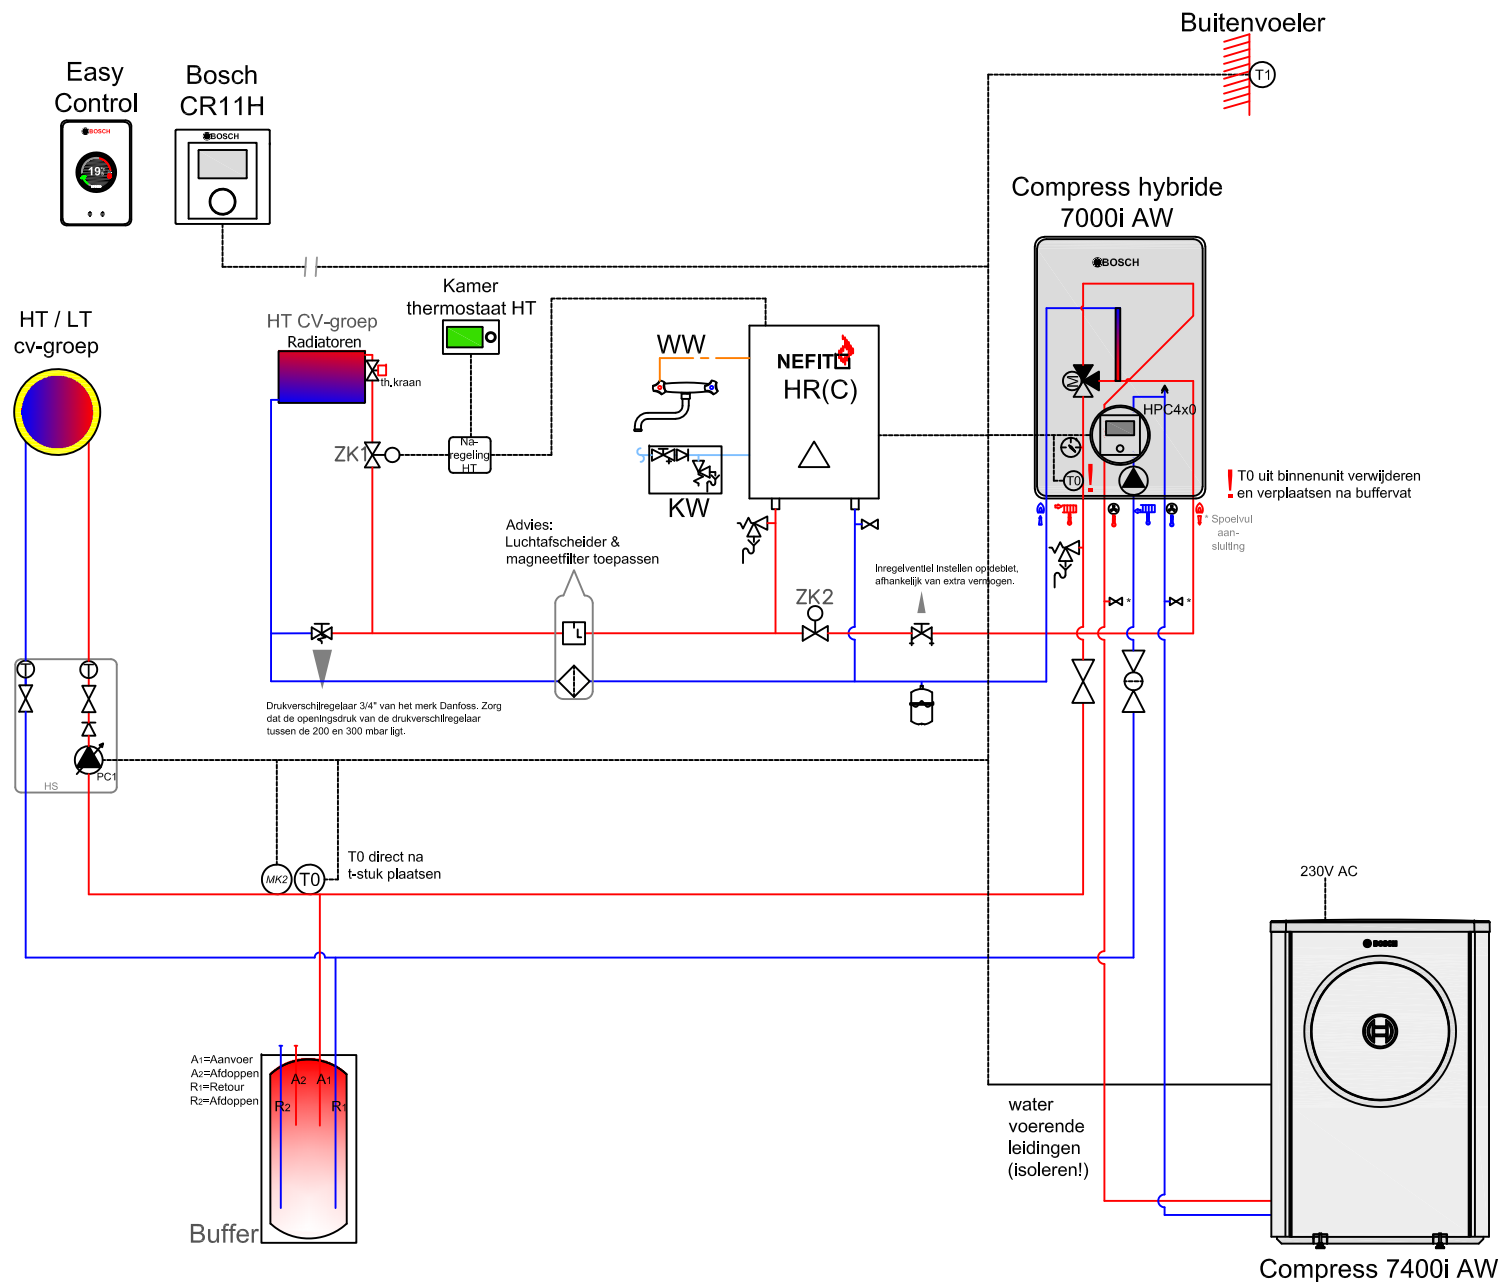 Buitenvoeler
T1
Easy
Control
BOSCH
19
Bosch
CR11H
BOSCH
Compress hybride
7000i AW
BOSCH
M
HPC4x0
T0
!
! T0 uit binnenunit verwijderen
en verplaatsen na buffervat
* Spoelvul
aan-
sluiting
* *
HT / LT
cv-groep
HT CV-groep
Radiatoren
th.kraan
ZK1
Kamer
thermostaat HT
Na-
regeling
HT
WW
KW
NEFIT
HR(C)
Advies:
Luchtafscheider &
magneetfilter toepassen
L
ZK2
Inregelventiel instellen op debiet,
afhankelijk van extra vermogen.
Drukverschilregelaar 3/4" van het merk Danfoss. Zorg
dat de openingsdruk van de drukverschilregelaar
tussen de 200 en 300 mbar ligt.
T T
PC1
HS
MK2
T0
T0 direct na
t-stuk plaatsen
A1=Aanvoer
A2=Afdoppen
R1=Retour
R2=Afdoppen
A2 A1
R2 R1
Buffer
water
voerende
leidingen
(isoleren!)
230V AC
BOSCH
Compress 7400i AW